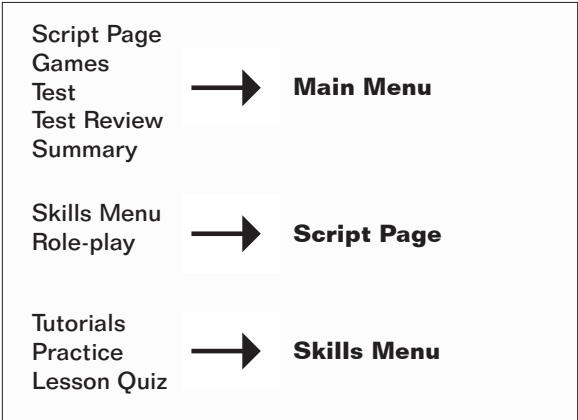 Script Page
Games
Test
Test Review
Summary
Main Menu
Skills Menu
Role-play
Script Page
Tutorials
Practice
Lesson Quiz
Skills Menu